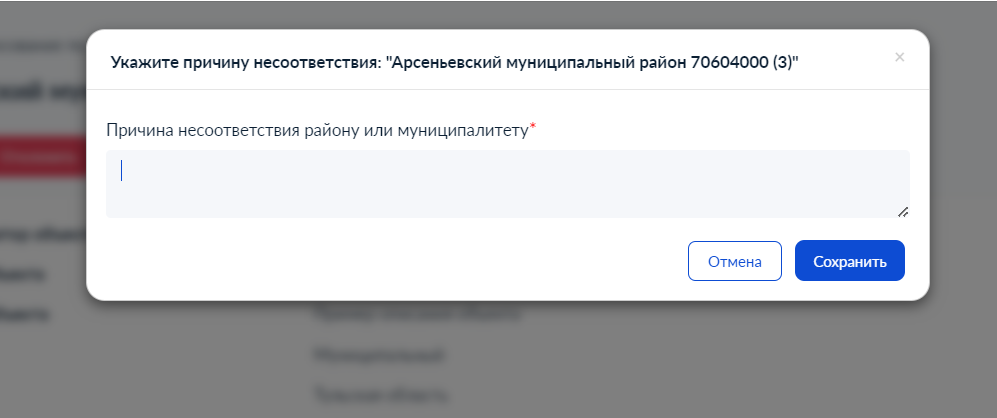 Укажите причину несоответствия: "Арсеньевский муниципальный район 70604000 (3)"
×
Причина несоответствия району или муниципалитету*
Отмена
Сохранить
Муниципальный
Тульская область